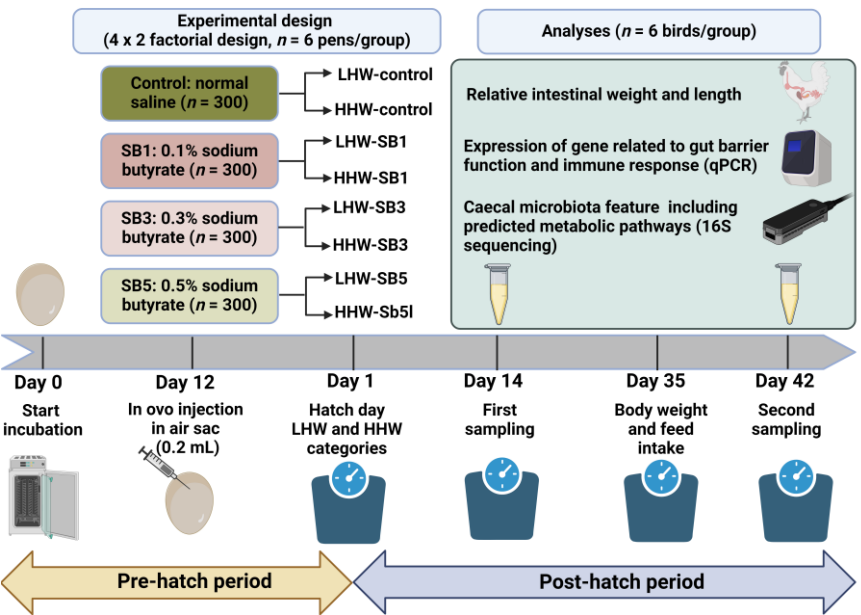 Experimental design
(4 x 2 factorial design, n = 6 pens/group)
Analyses (n = 6 birds/group)
Control: normal
saline (n = 300)
LHW-control
HHW-control
SB1: 0.1% sodium
butyrate (n = 300)
LHW-SB1
HHW-SB1
SB3: 0.3% sodium
butyrate (n = 300)
LHW-SB3
HHW-SB3
SB5: 0.5% sodium
butyrate (n = 300)
LHW-SB5
HHW-Sb5l
Relative intestinal weight and length
Expression of gene related to gut barrier
function and immune response (qPCR)
Caecal microbiota feature including
predicted metabolic pathways (16S
sequencing)
Day 0
Start
incubation
Day 12
In ovo injection
in air sac
(0.2 mL)
Day 1
Hatch day
LHW and HHW
categories
Day 14
First
sampling
Day 35
Body weight
and feed
intake
Day 42
Second
sampling
Pre-hatch period
Post-hatch period